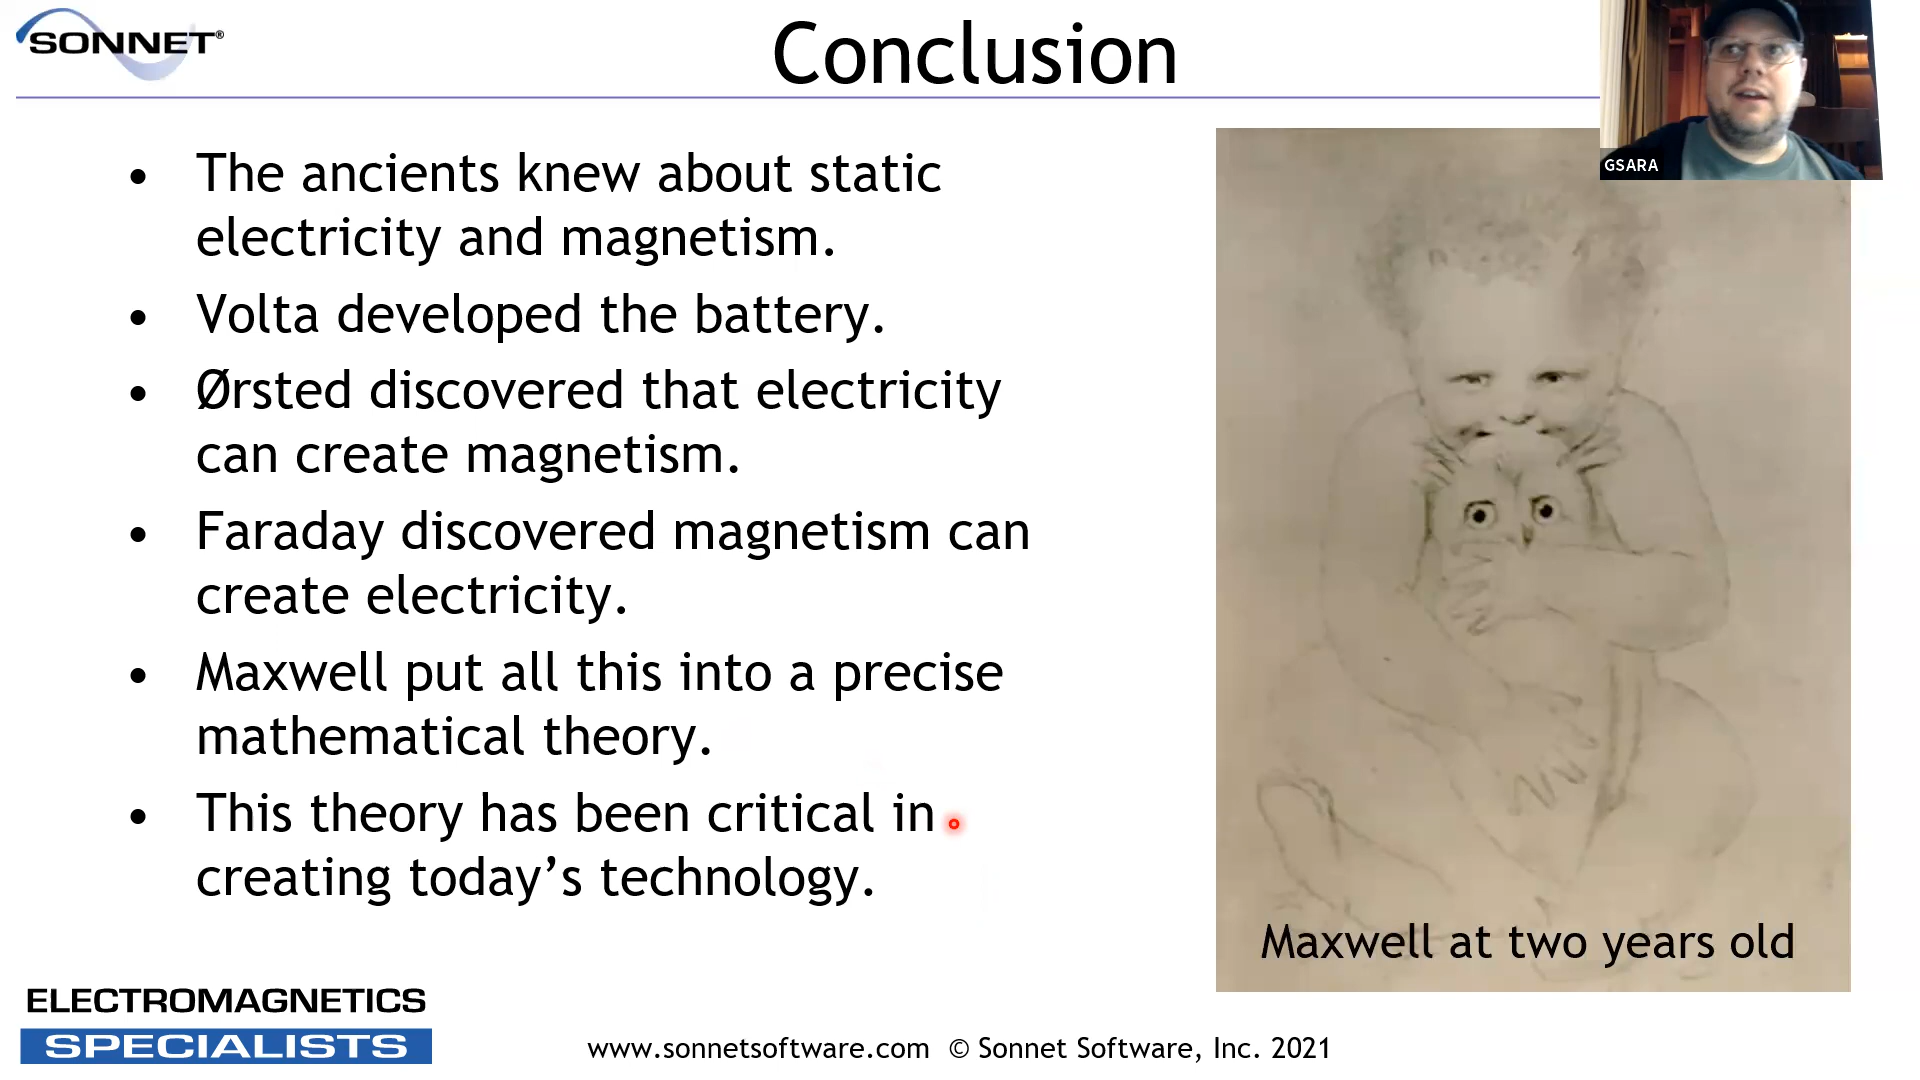 SONNET®
Conclusion
GSARA
• The ancients knew about static
electricity and magnetism.
• Volta developed the battery.
• Ørsted discovered that electricity
can create magnetism.
• Faraday discovered magnetism can
create electricity.
• Maxwell put all this into a precise
mathematical theory.
• This theory has been critical in
creating today’s technology.
Maxwell at two years old
ELECTROMAGNETICS
SPECIALISTS
www.sonnetsoftware.com © Sonnet Software, Inc. 2021